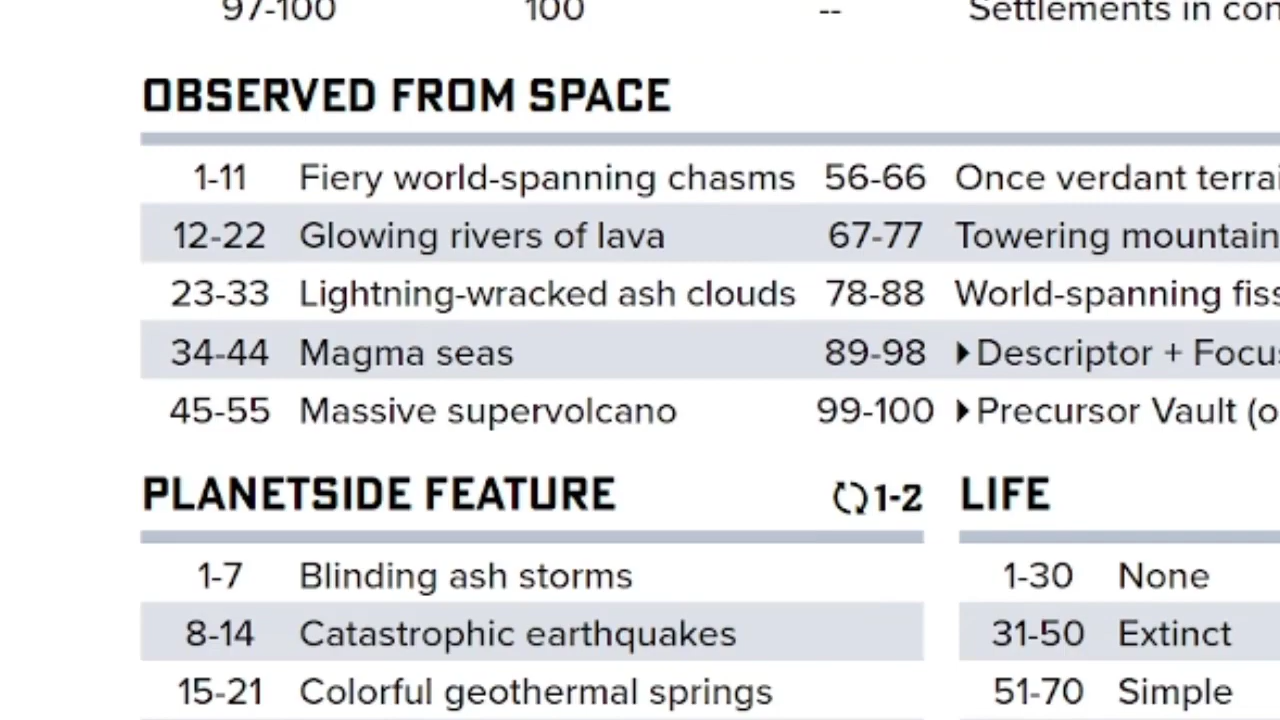 97-100 100 -- Settlements in
OBSERVED FROM SPACE
1-11 Fiery world-spanning chasms 56-66 Once verdant
12-22 Glowing rivers of lava 67-77 Towering mountain
23-33 Lightning-wracked ash clouds 78-88 World-spanning
34-44 Magma seas 89-98 Descriptor +
45-55 Massive supervolcano 99-100 Precursor Vault
PLANETSIDE FEATURE 1-2 LIFE
1-7 Blinding ash storms 1-30 None
8-14 Catastrophic earthquakes 31-50 Extinct
15-21 Colorful geothermal springs 51-70 Simple